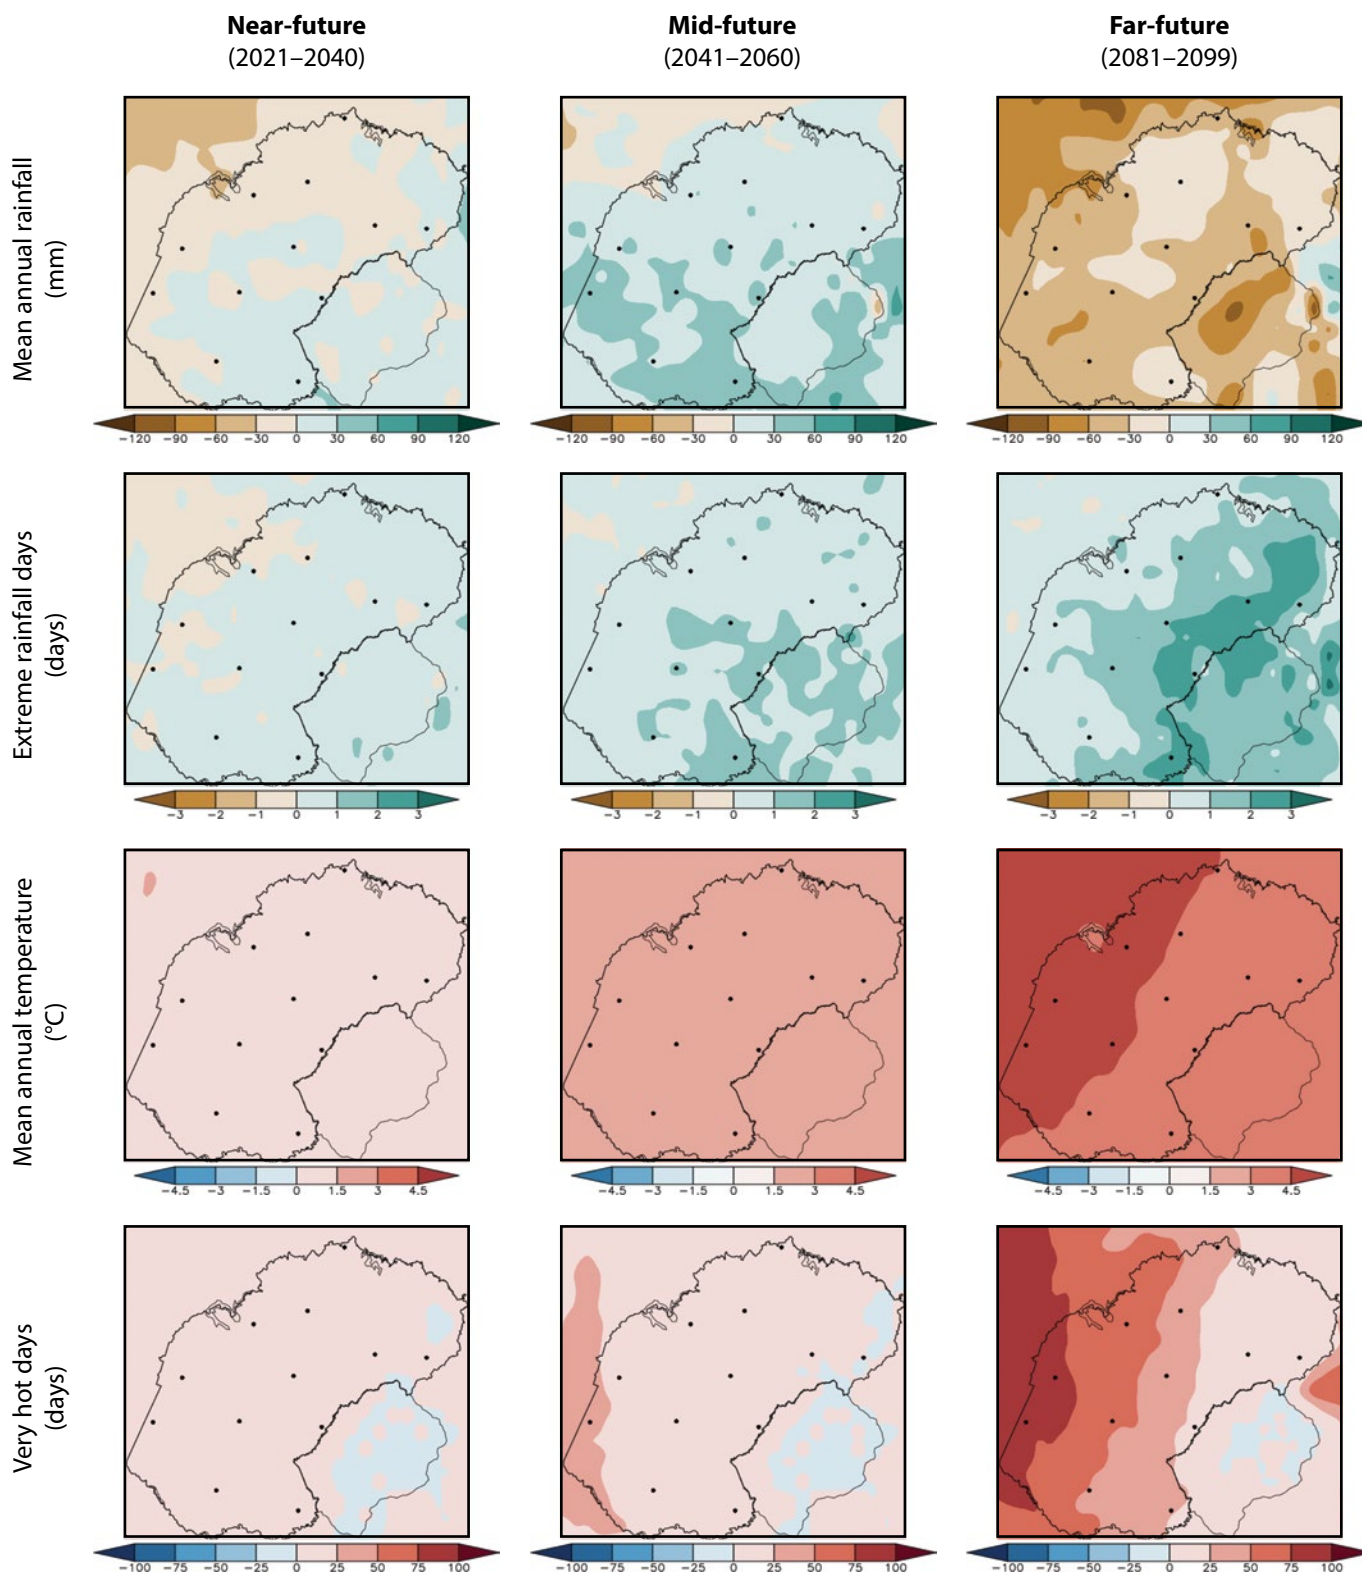 Near-future
(2021–2040)
Mid-future
(2041–2060)
Far-future
(2081–2099)
Mean annual rainfall
(mm)
−120 −90 −60 −30 0 30 60 90 120
−120 −90 −60 −30 0 30 60 90 120
−120 −90 −60 −30 0 30 60 90 120
Extreme rainfall days
(days)
−3 −2 −1 0 1 2 3
−3 −2 −1 0 1 2 3
−3 −2 −1 0 1 2 3
Mean annual temperature
(°C)
−4.5 −3 −1.5 0 1.5 3 4.5
−4.5 −3 −1.5 0 1.5 3 4.5
−4.5 −3 −1.5 0 1.5 3 4.5
Very hot days
(days)
−100 −75 −50 −25 0 25 50 75 100
−100 −75 −50 −25 0 25 50 75 100
−100 −75 −50 −25 0 25 50 75 100